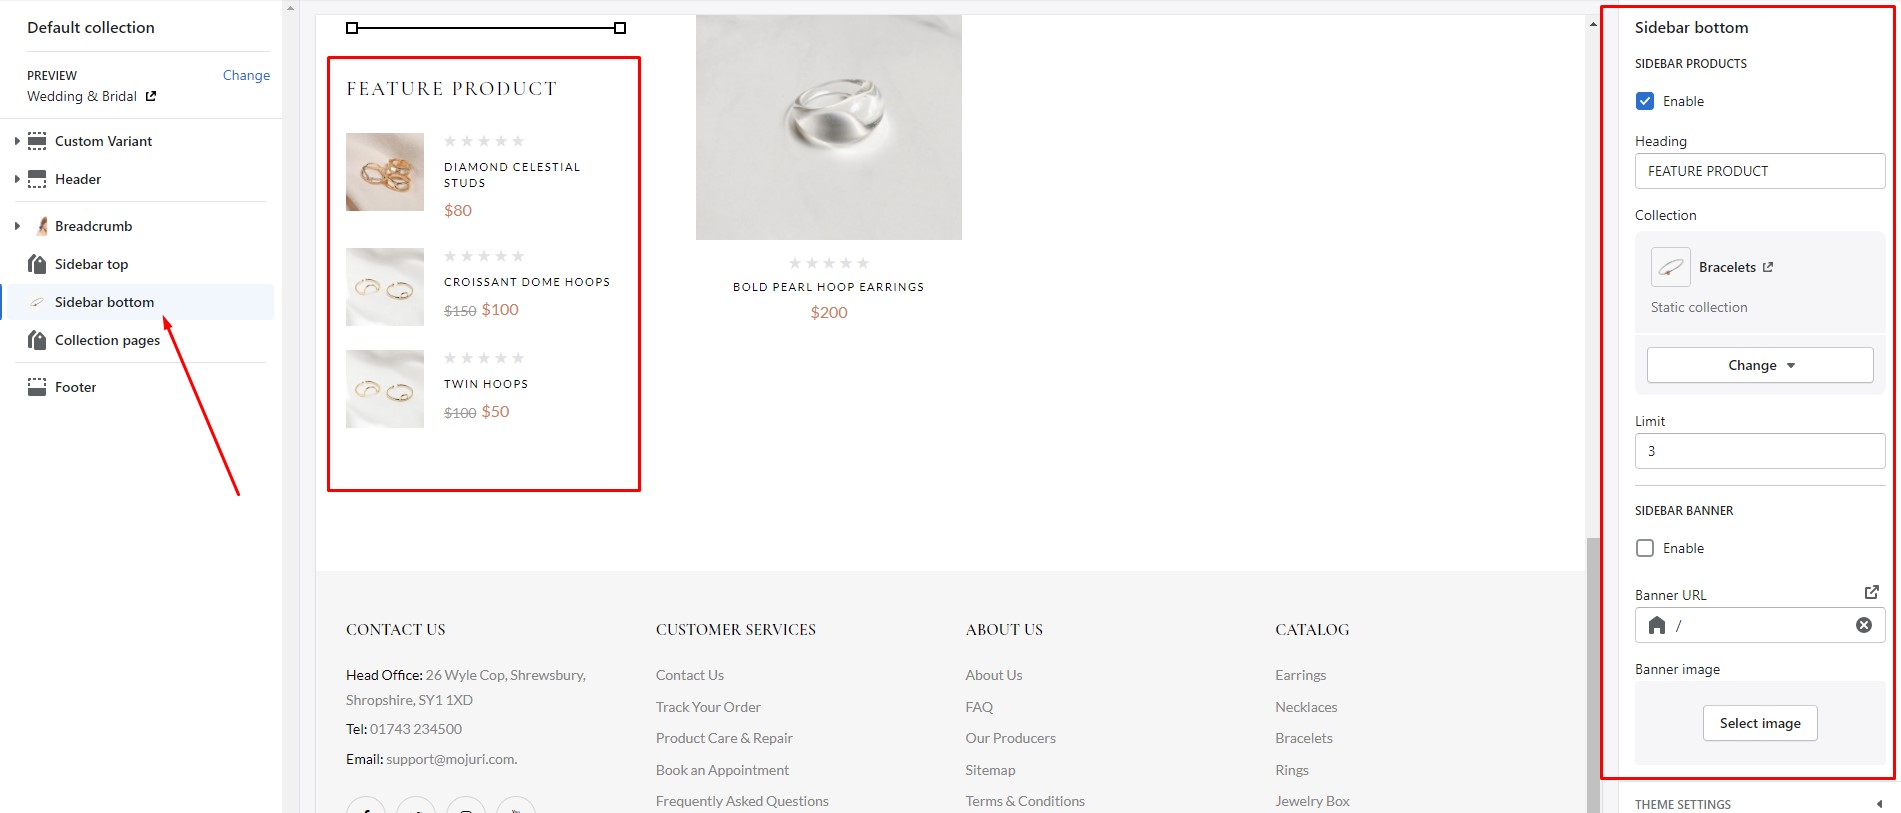 Default collection
PREVIEW
Change
Wedding & Bridal
Custom Variant
Header
Breadcrumb
Sidebar top
Sidebar bottom
Collection pages
Footer
FEATURE PRODUCT
DIAMOND CELESTIAL
STUDS
$80
CROISSANT DOME HOOPS
$150 $100
TWIN HOOPS
$100 $50
BOLD PEARL HOOP EARRINGS
$200
CONTACT US
Head Office: 26 Wyle Cop, Shrewsbury,
Shropshire, SY1 1XD
Tel: 01743 234500
Email: support@mojuri.com.
CUSTOMER SERVICES
Contact Us
Track Your Order
Product Care & Repair
Book an Appointment
Frequently Asked Questions
ABOUT US
About Us
FAQ
Our Producers
Sitemap
Terms & Conditions
CATALOG
Earrings
Necklaces
Bracelets
Rings
Jewelry Box
Sidebar bottom
SIDEBAR PRODUCTS
Enable
Heading
FEATURE PRODUCT
Collection
Bracelets
Static collection
Change
Limit
3
SIDEBAR BANNER
Enable
Banner URL
/
Banner image
Select image
THEME SETTINGS